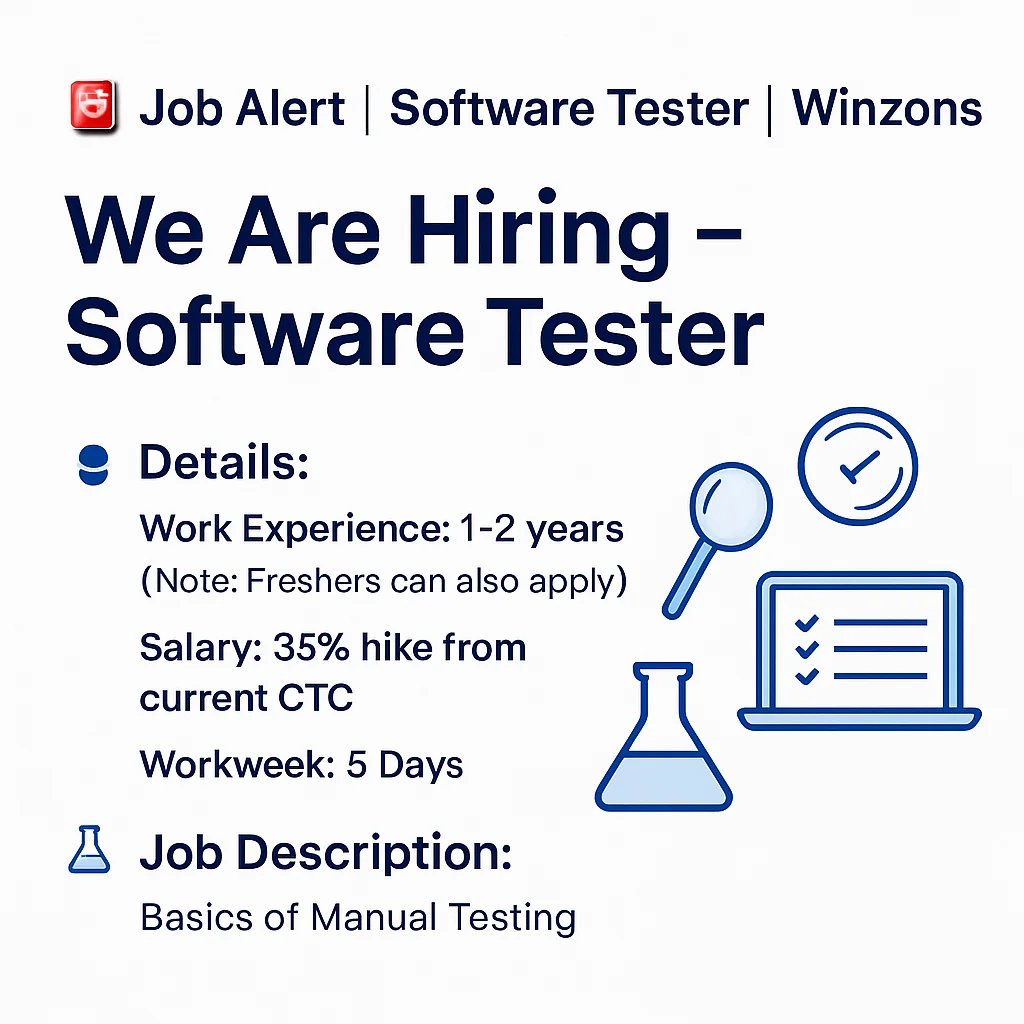 Job Alert | Software Tester | Winzons
We Are Hiring –
Software Tester
Details:
Work Experience: 1-2 years
(Note: Freshers can also apply)
Salary: 35% hike from
current CTC
Workweek: 5 Days
Job Description:
Basics of Manual Testing